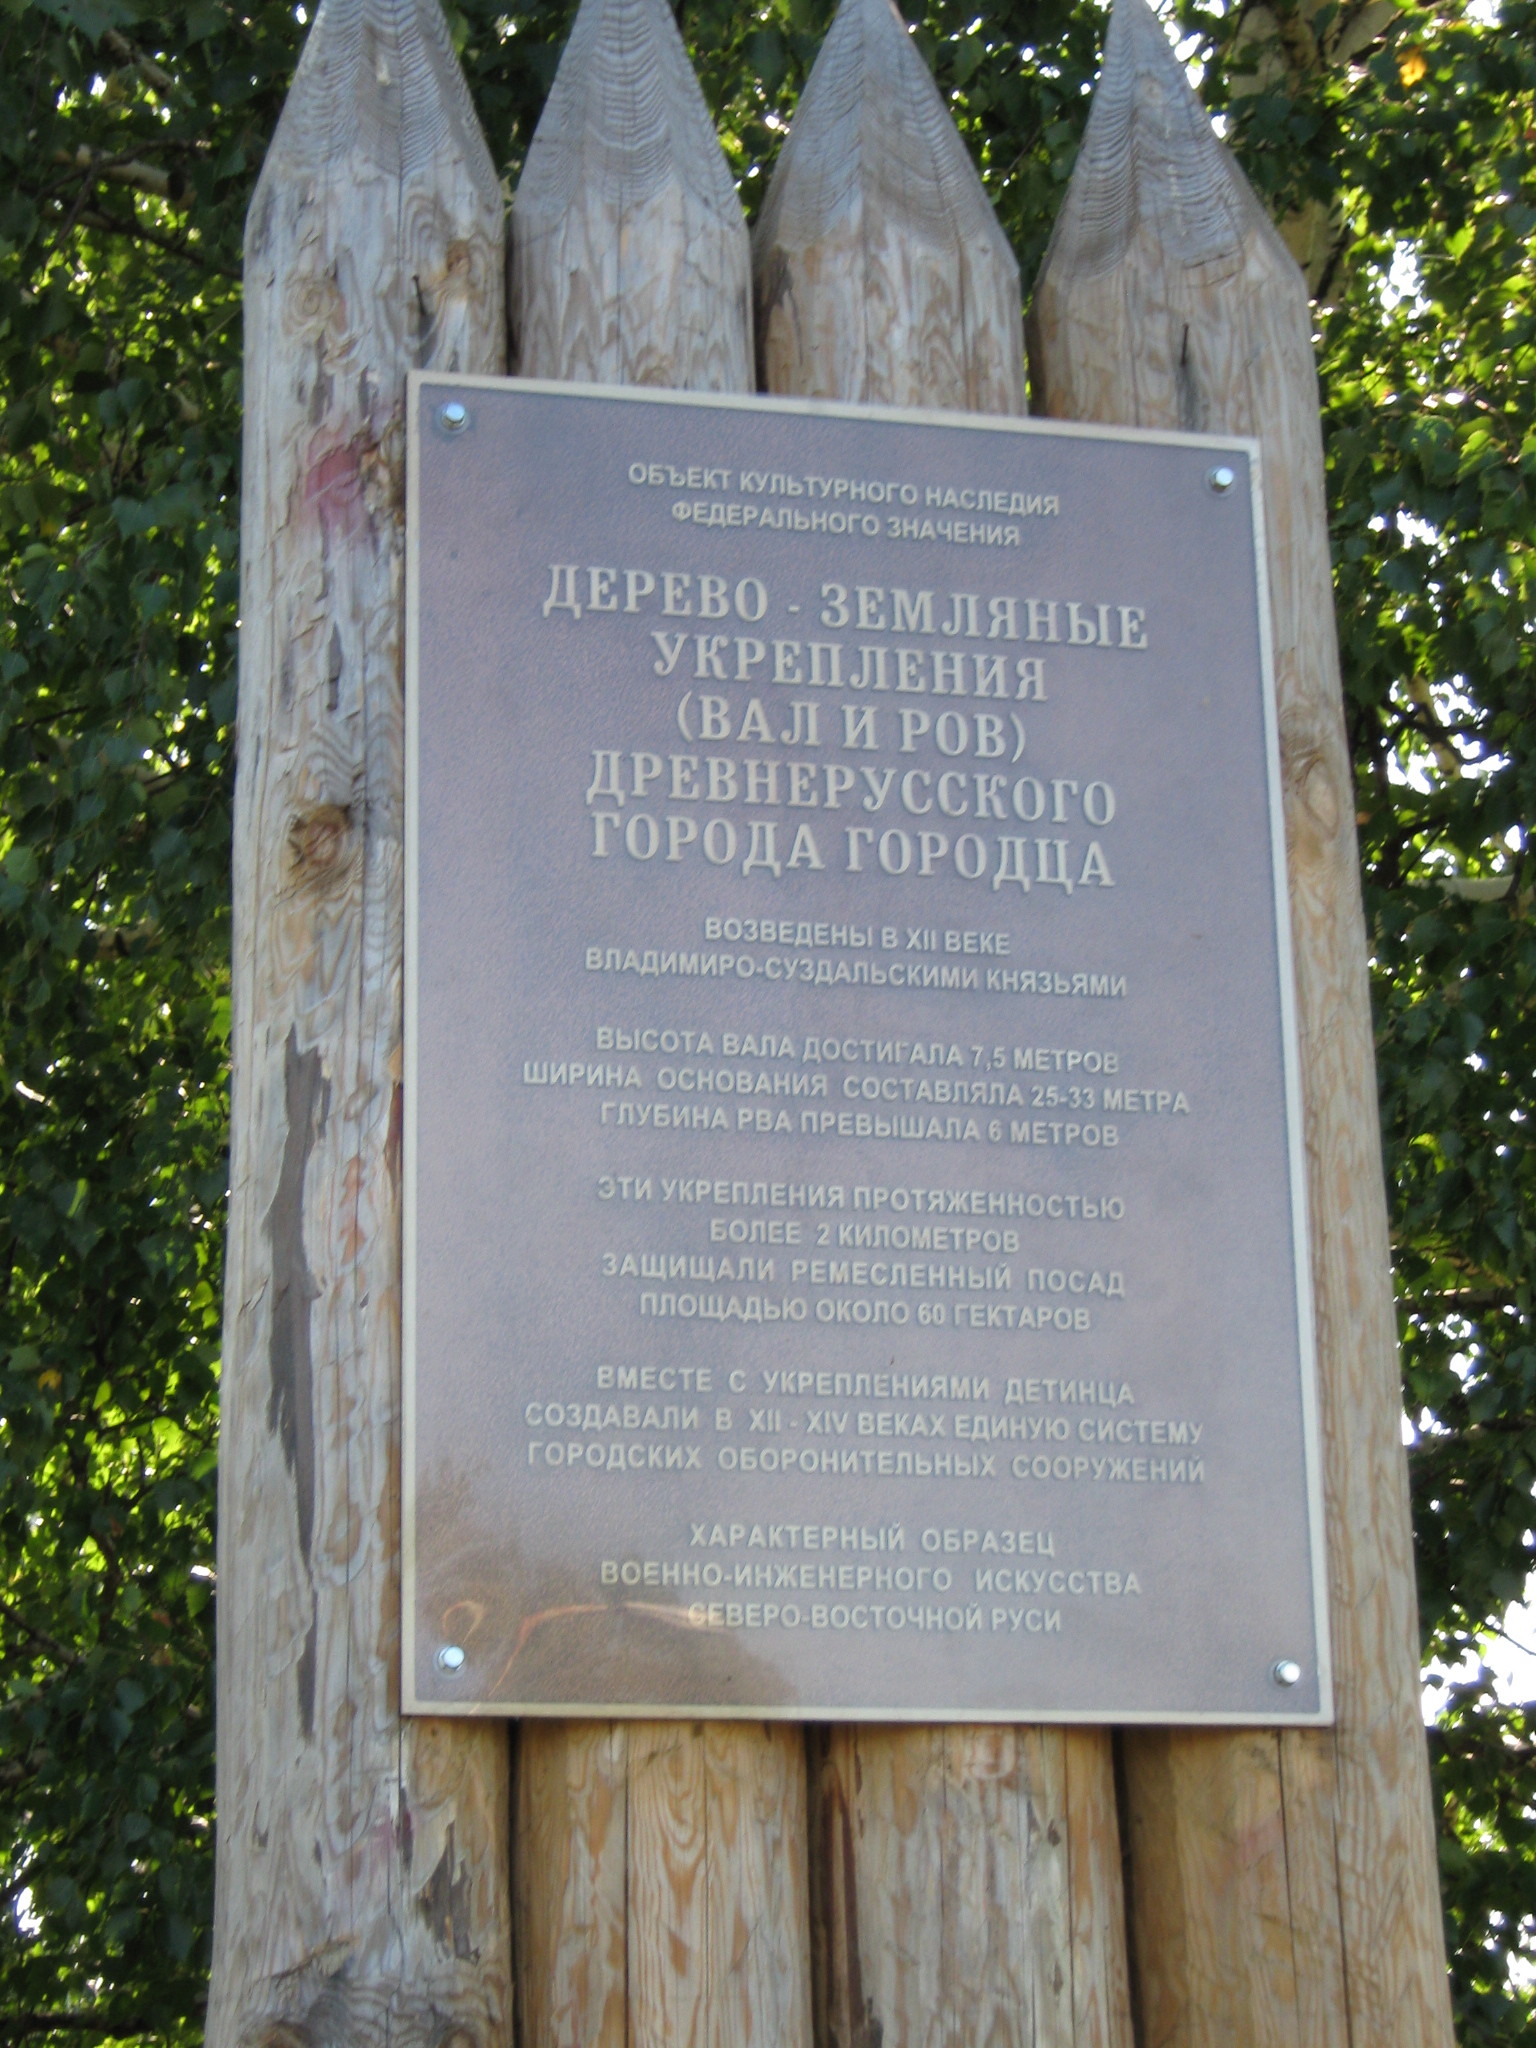 ОБЪЕКТ КУЛЬТУРНОГО НАСЛЕДИЯ
ФЕДЕРАЛЬНОГО ЗНАЧЕНИЯ
ДЕРЕВО - ЗЕМЛЯНЫЕ
УКРЕПЛЕНИЯ
(ВАЛ И РОВ)
ДРЕВНЕРУССКОГО
ГОРОДА ГОРОДЦА
ВОЗВЕДЕНЫ В XII ВЕКЕ
ВЛАДИМИРО-СУЗДАЛЬСКИМИ КНЯЗЬЯМИ
ВЫСОТА ВАЛА ДОСТИГАЛА 7,5 МЕТРОВ
ШИРИНА ОСНОВАНИЯ СОСТАВЛЯЛА 25-33 МЕТРА
ГЛУБИНА РВА ПРЕВЫШАЛА 6 МЕТРОВ
ЭТИ УКРЕПЛЕНИЯ ПРОТЯЖЕННОСТЬЮ
БОЛЕЕ 2 КИЛОМЕТРОВ
ЗАЩИЩАЛИ РЕМЕСЛЕННЫЙ ПОСАД
ПЛОЩАДЬЮ ОКОЛО 60 ГЕКТАРОВ
ВМЕСТЕ С УКРЕПЛЕНИЯМИ ДЕТИНЦА
СОЗДАВАЛИ В XII - XIV ВЕКАХ ЕДИНУЮ СИСТЕМУ
ГОРОДСКИХ ОБОРОНИТЕЛЬНЫХ СООРУЖЕНИЙ
ХАРАКТЕРНЫЙ ОБРАЗЕЦ
ВОЕННО-ИНЖЕНЕРНОГО ИСКУССТВА
СЕВЕРО-ВОСТОЧНОЙ РУСИ